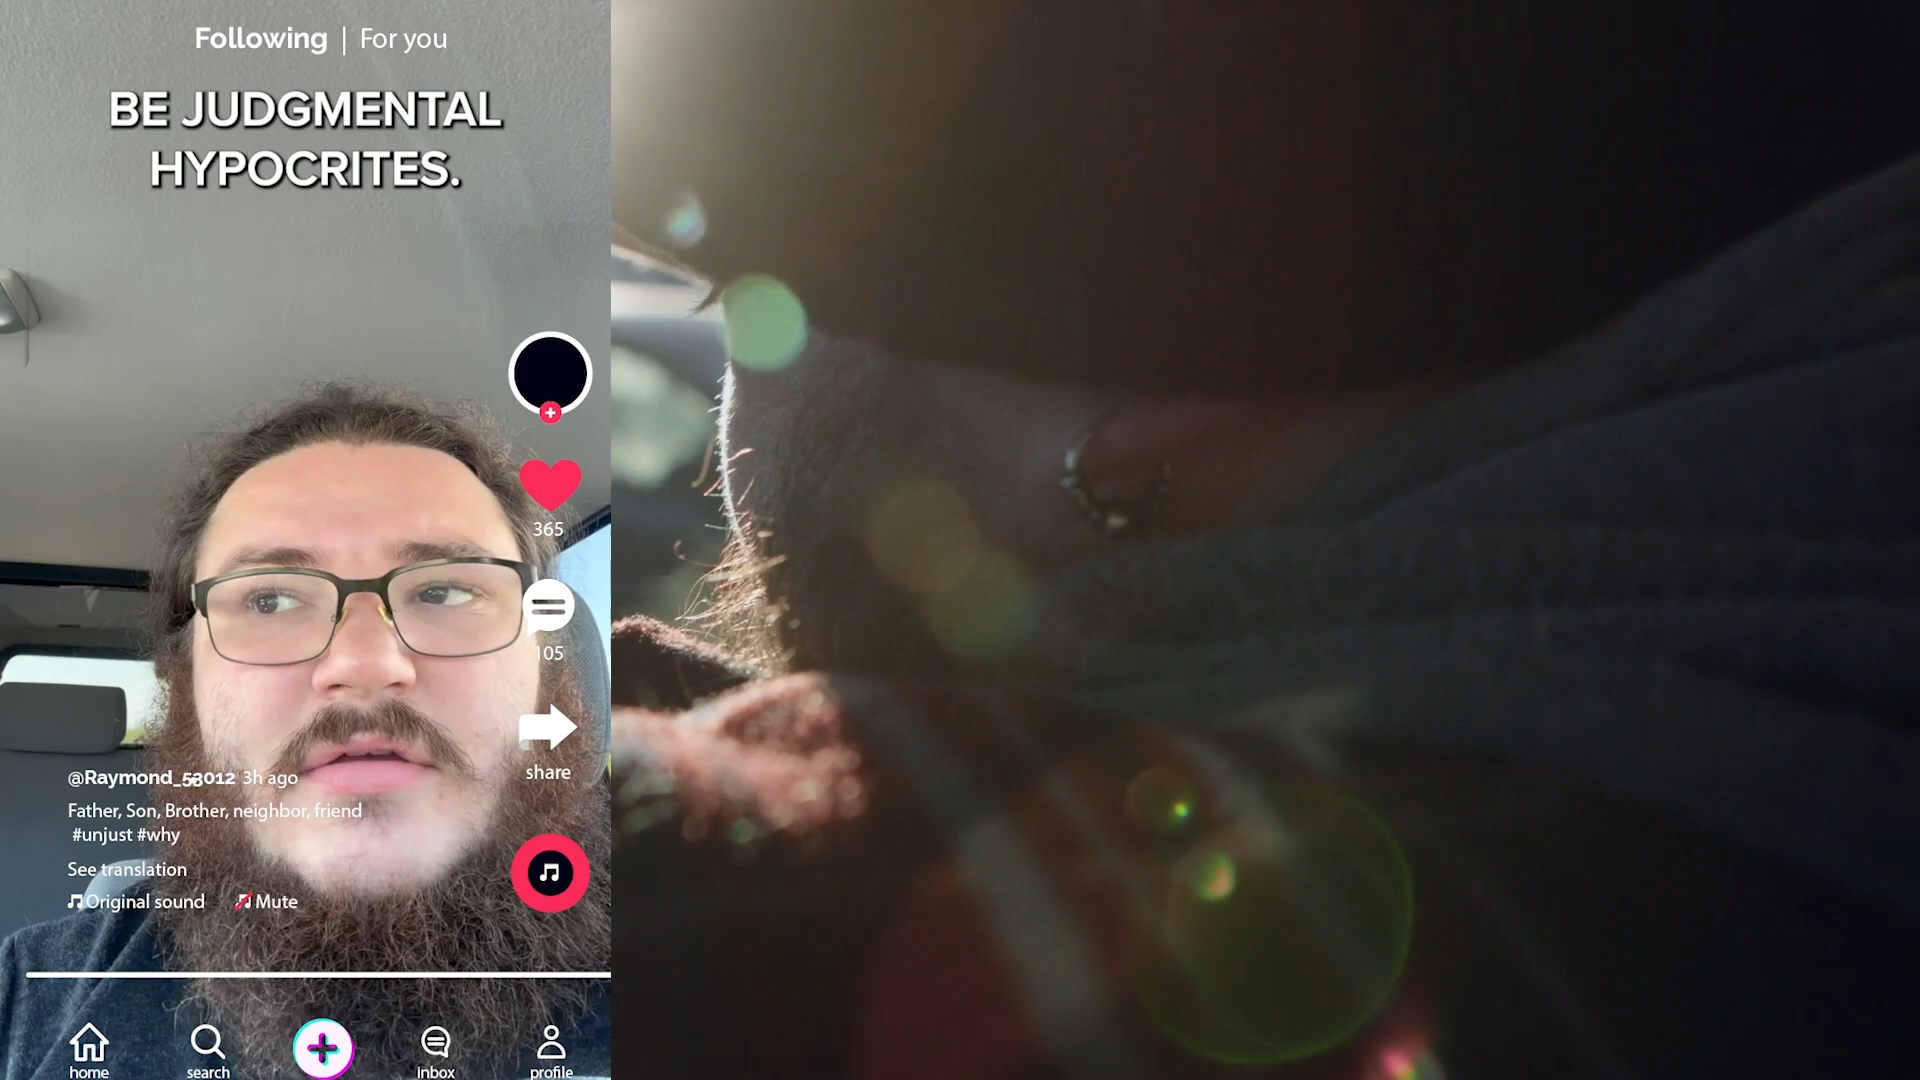 Following | For you
BE JUDGMENTAL
HYPOCRITES.
365
105
share
@Raymond_53012 3h ago
Father, Son, Brother, neighbor, friend
#unjust #why
See translation
Original sound Mute
home search inbox profile